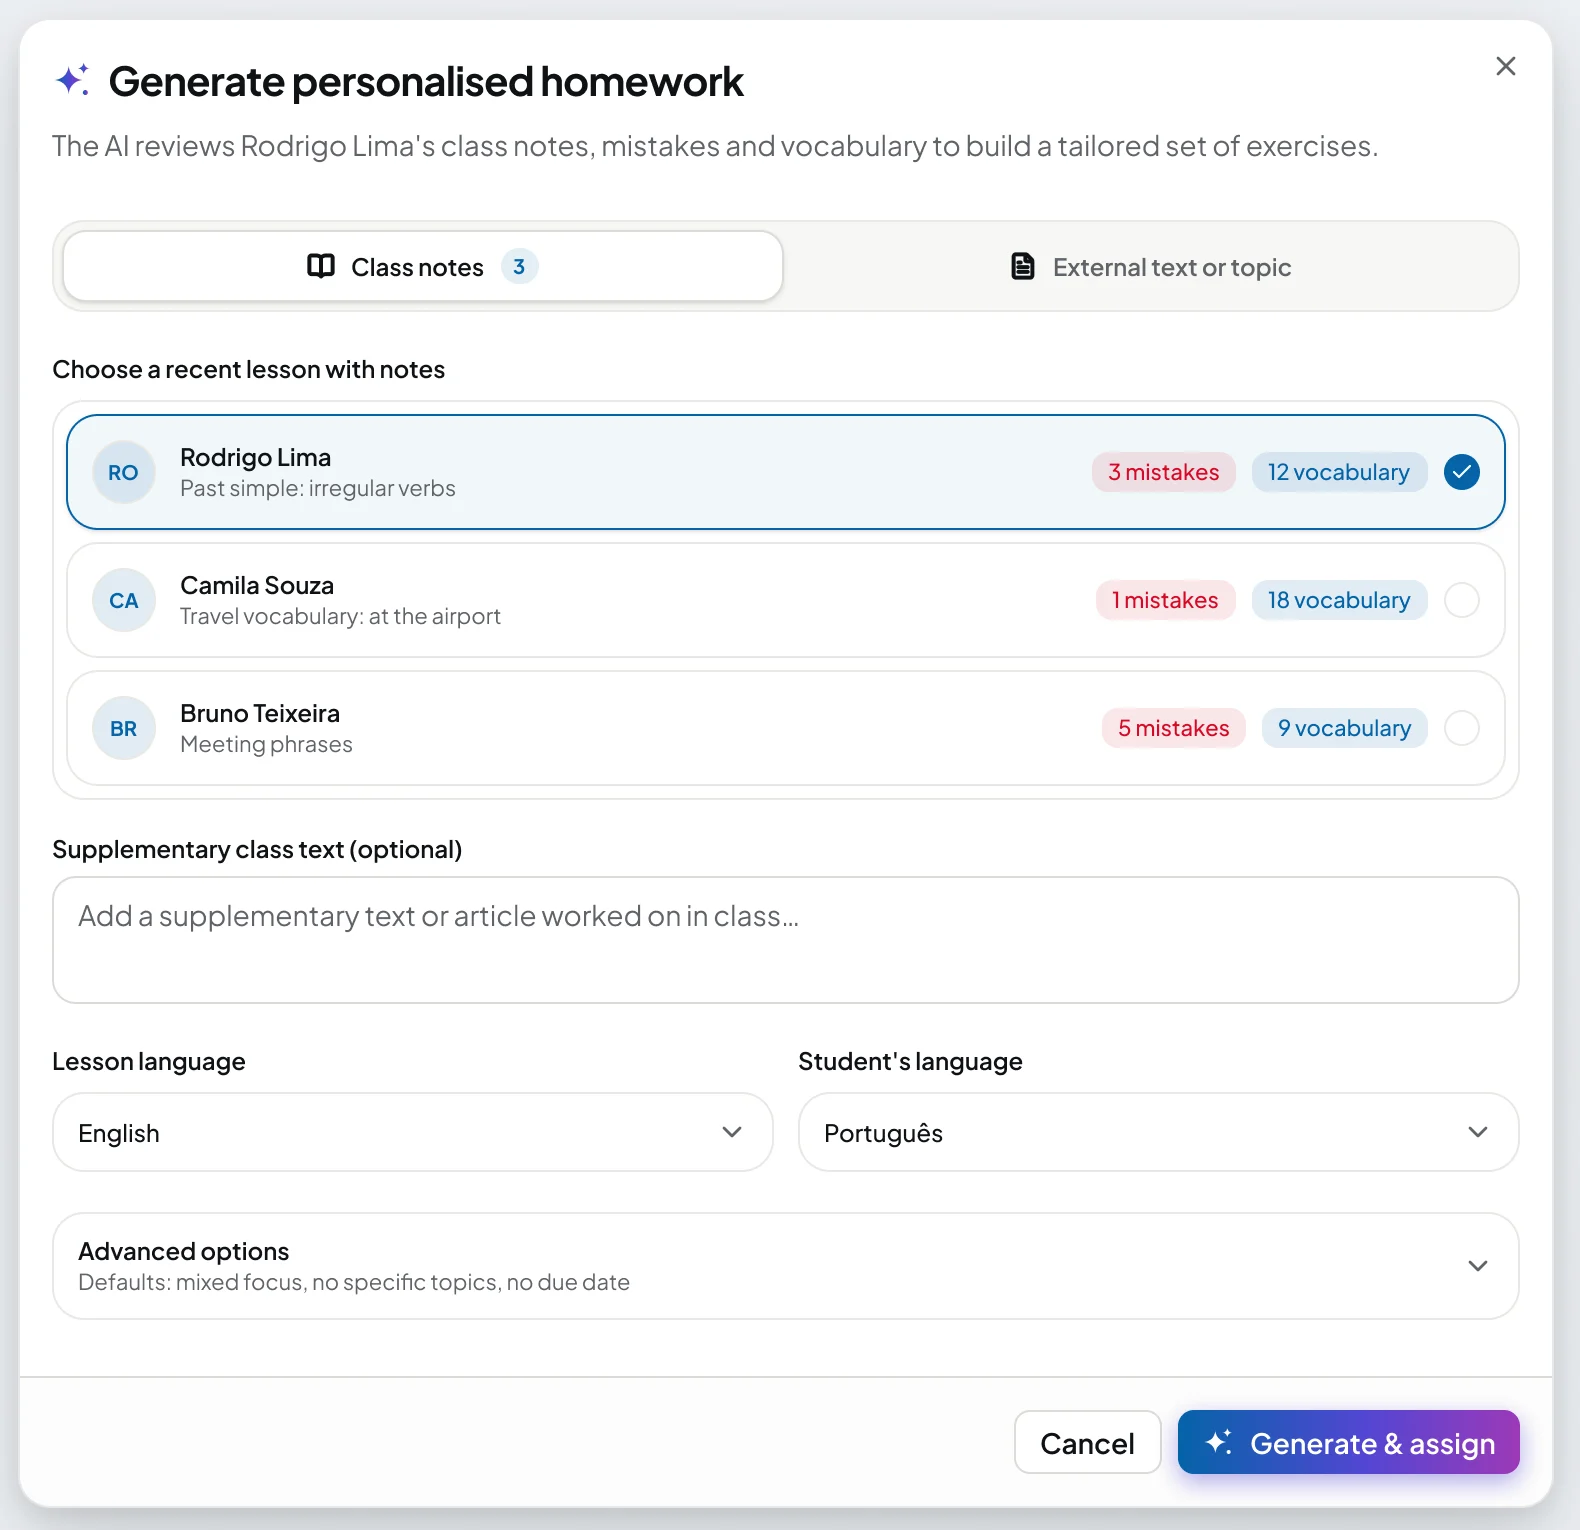 Generate personalised homework
The AI reviews Rodrigo Lima's class notes, mistakes and vocabulary to build a tailored set of exercises.
Class notes 3
External text or topic
Choose a recent lesson with notes
RO
Rodrigo Lima
Past simple: irregular verbs
3 mistakes
12 vocabulary
CA
Camila Souza
Travel vocabulary: at the airport
1 mistakes
18 vocabulary
BR
Bruno Teixeira
Meeting phrases
5 mistakes
9 vocabulary
Supplementary class text (optional)
Add a supplementary text or article worked on in class...
Lesson language
Student's language
English
Português
Advanced options
Defaults: mixed focus, no specific topics, no due date
Cancel
Generate & assign